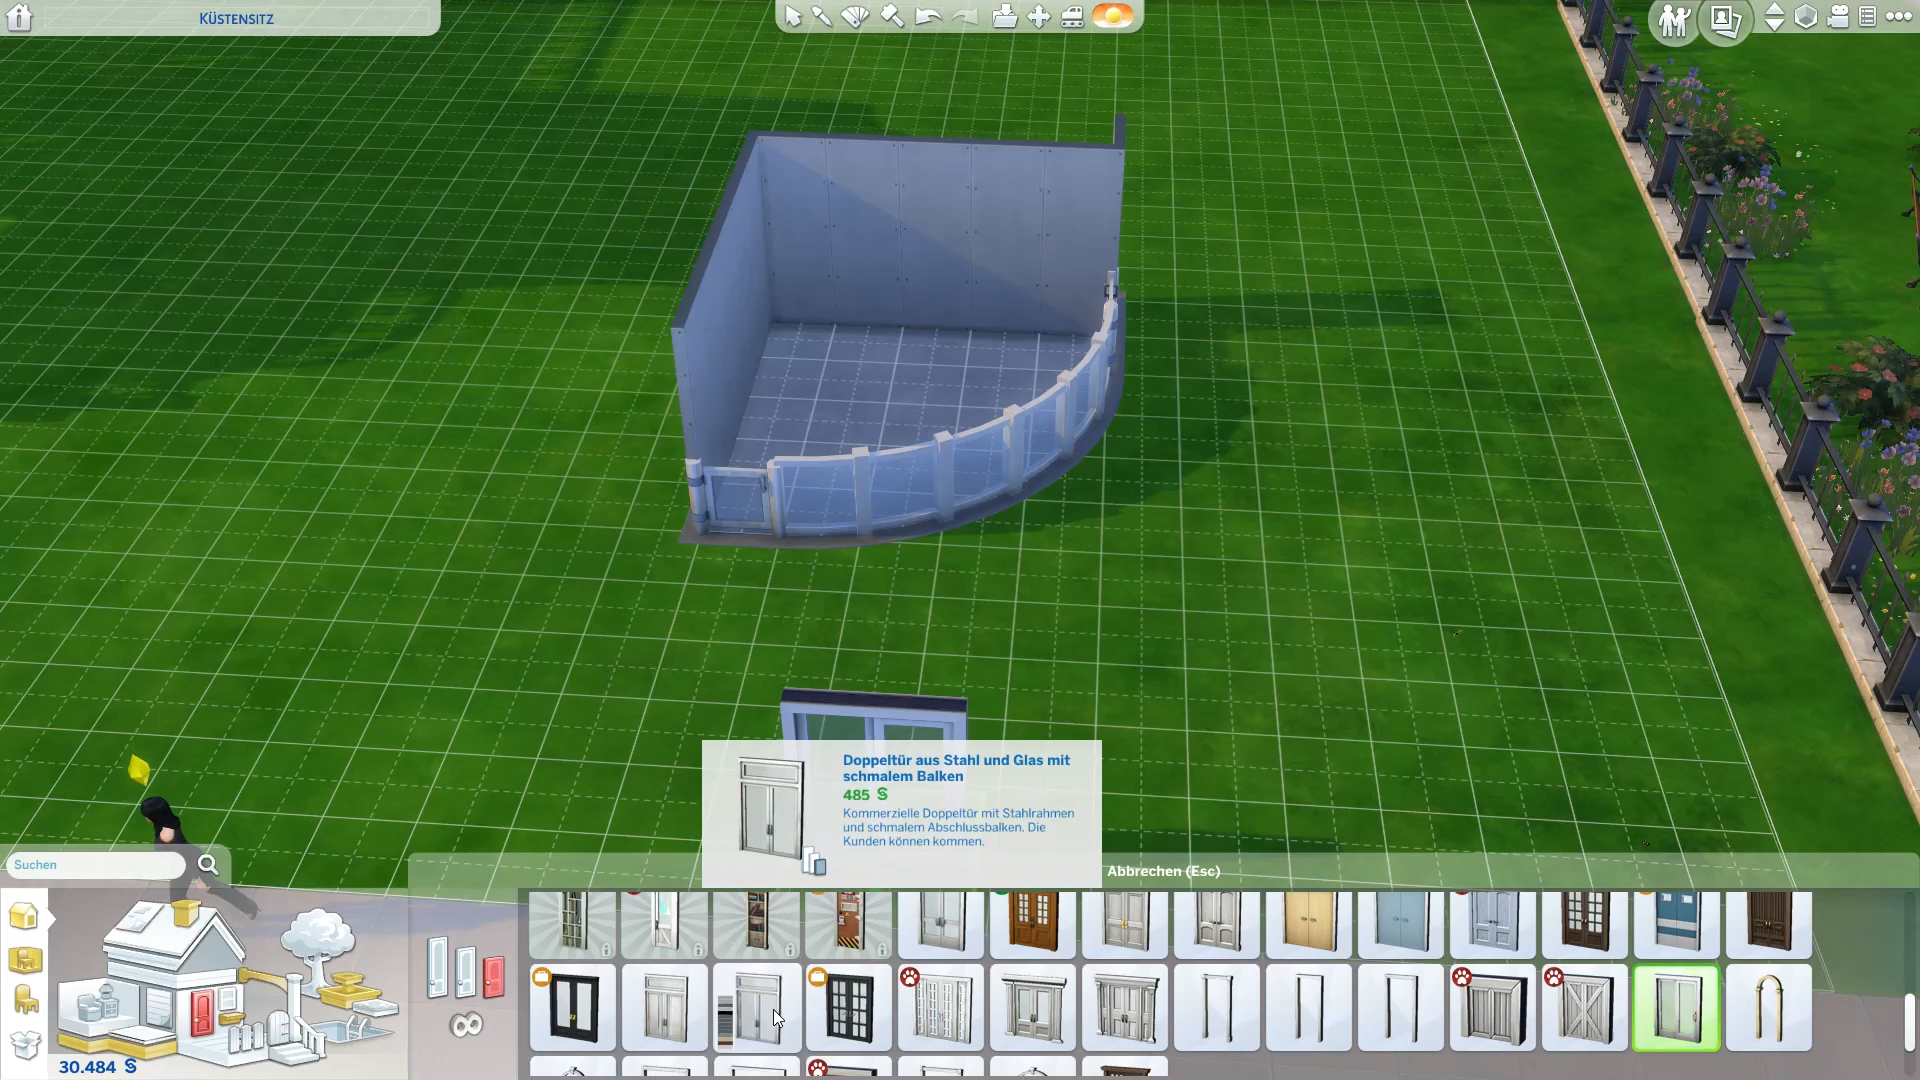 KÜSTENSITZ
Doppeltür aus Stahl und Glas mit
schmalem Balken
485 §
Kommerzielle Doppeltür mit Stahlrahmen
und schmalem Abschlussbalken. Die
Kunden können kommen.
Suchen
Abbrechen (Esc)
30.484 §